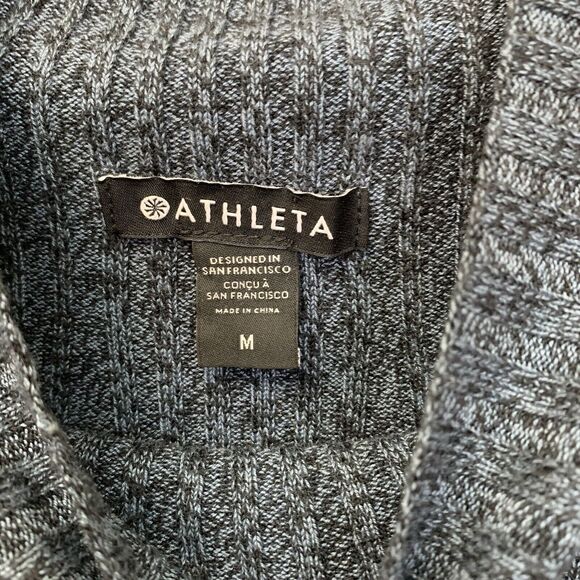 ATHLETA
DESIGNED IN
SAN FRANCISCO
CONÇU À
SAN FRANCISCO
MADE IN CHINA
M